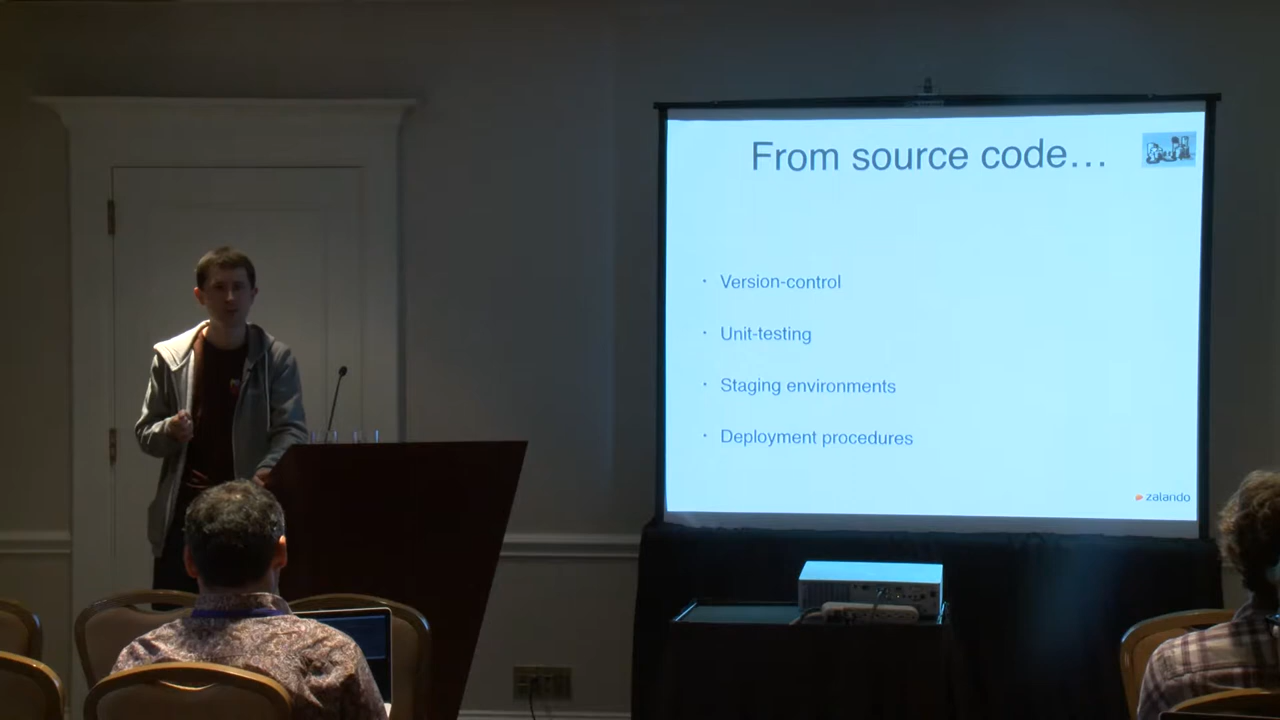 From source code…
· Version-control
· Unit-testing
· Staging environments
· Deployment procedures
zalando